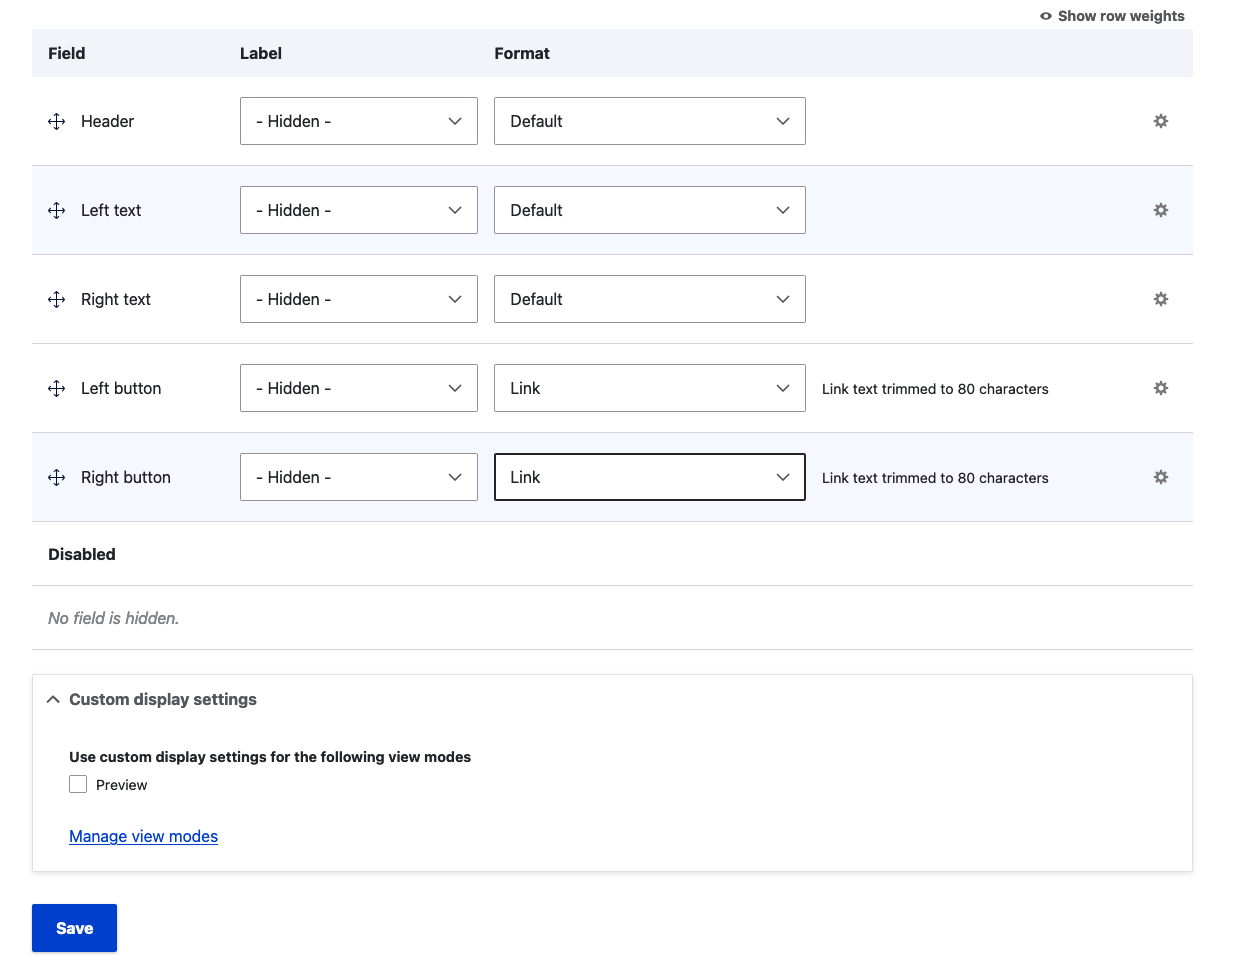 Show row weights
Field Label Format
Header - Hidden - Default
Left text - Hidden - Default
Right text - Hidden - Default
Left button - Hidden - Link Link text trimmed to 80 characters
Right button - Hidden - Link Link text trimmed to 80 characters
Disabled
No field is hidden.
Custom display settings
Use custom display settings for the following view modes
Preview
Manage view modes
Save